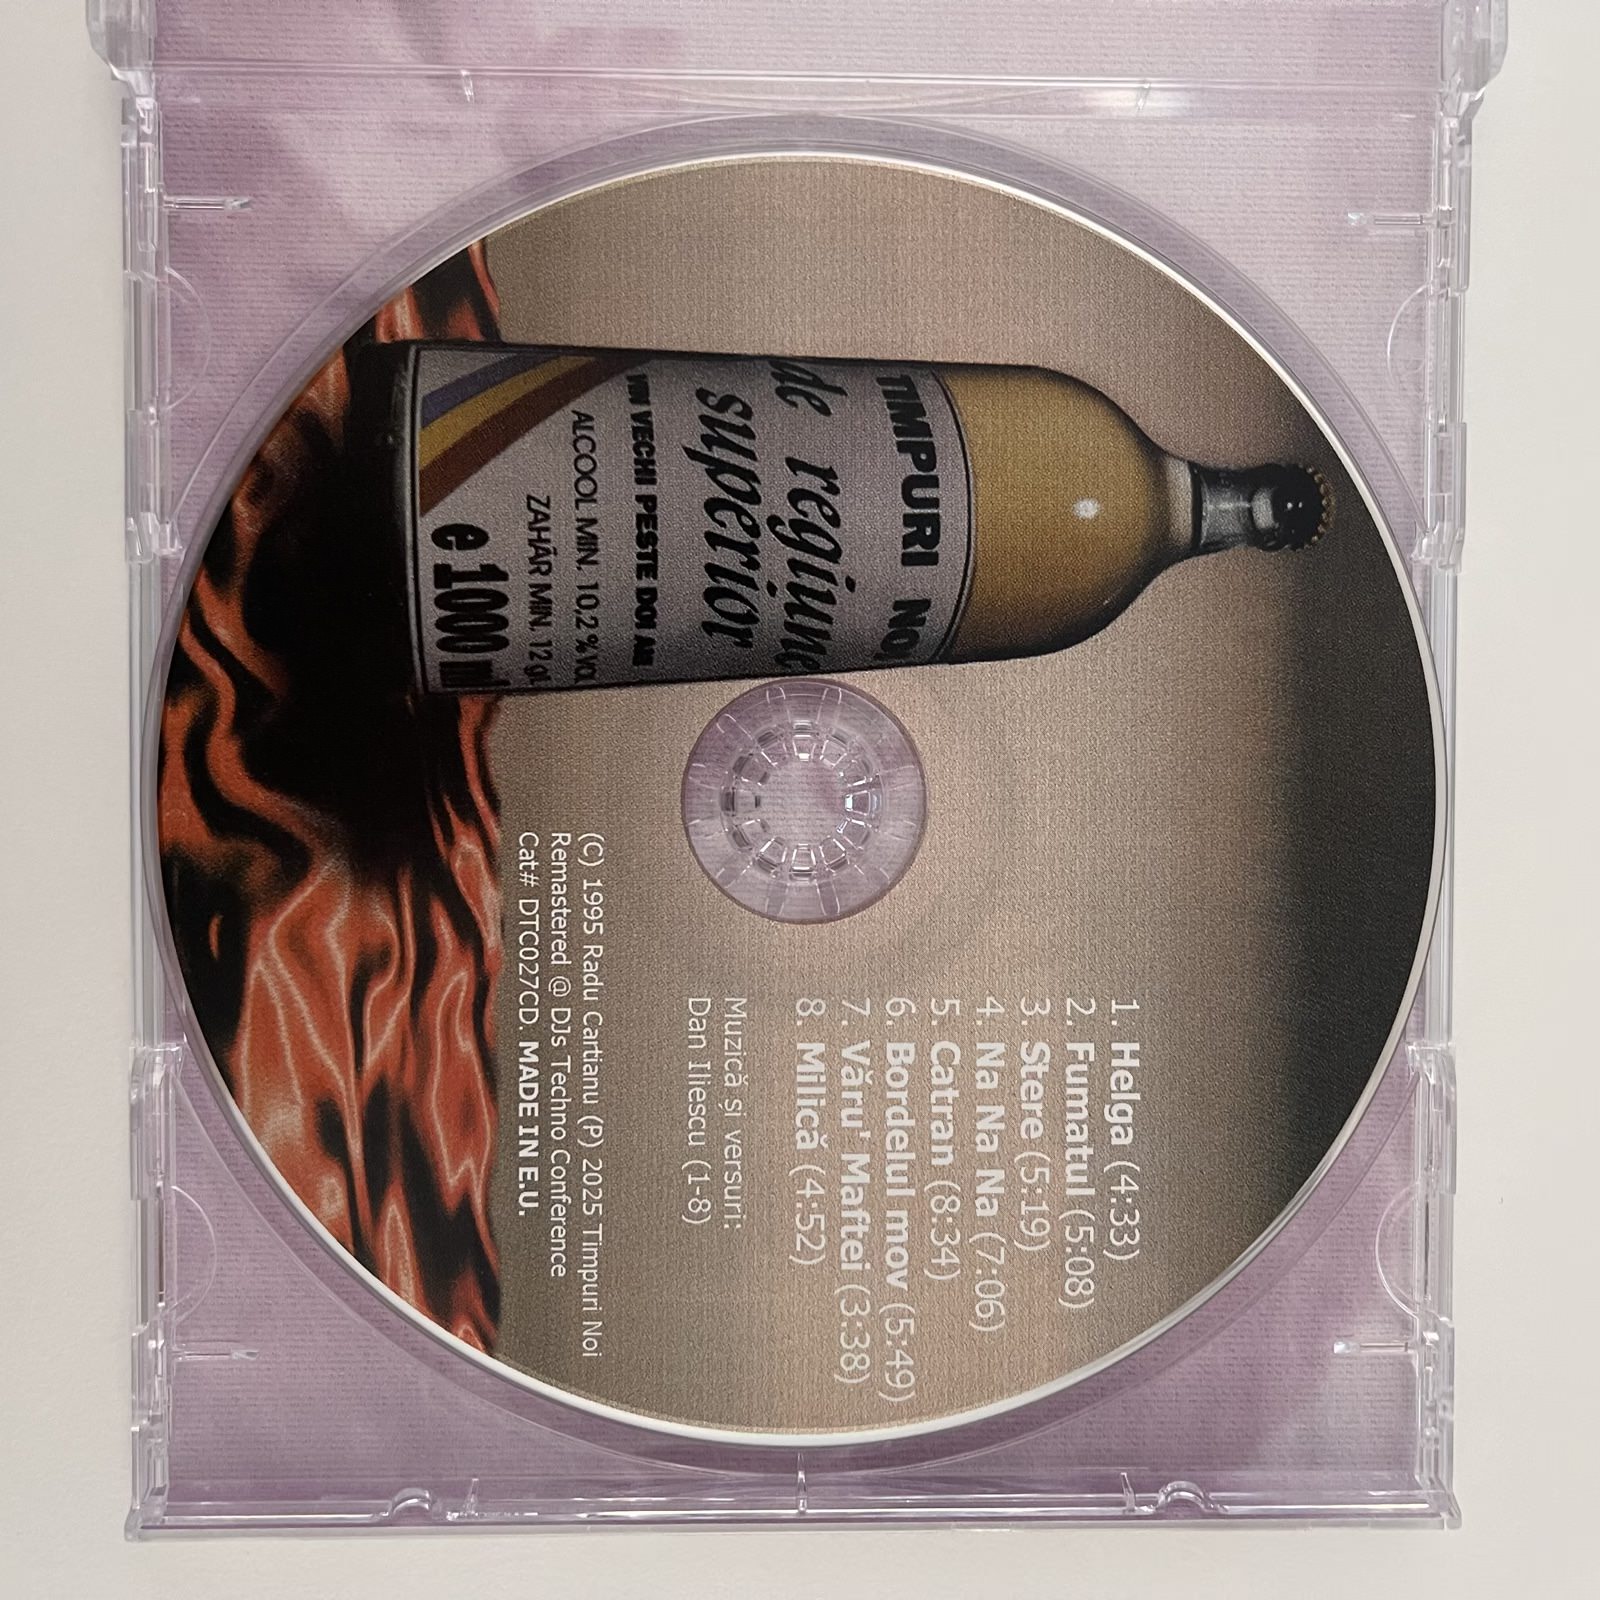 TIMPURI NOI
de regiune
superior
VIN VECHI PESTE DOI ANI
ALCOOL MIN. 10,2 % VO
ZAHĂR MIN. 12 g
e 1000 ml
1. Helga (4:33)
2. Fumatul (5:08)
3. Stere (5:19)
4. Na Na Na Na (7:06)
5. Catran (8:34)
6. Bordelul mov (5:49)
7. Văru' Maftei (3:38)
8. Milică (4:52)
Muzică și versuri:
Dan Iliescu (1-8)
(C) 1995 Radu Cartianu (P) 2025 Timpuri Noi
Remastered @ DJs Techno Conference
Cat# DTC027CD. MADE IN E.U.